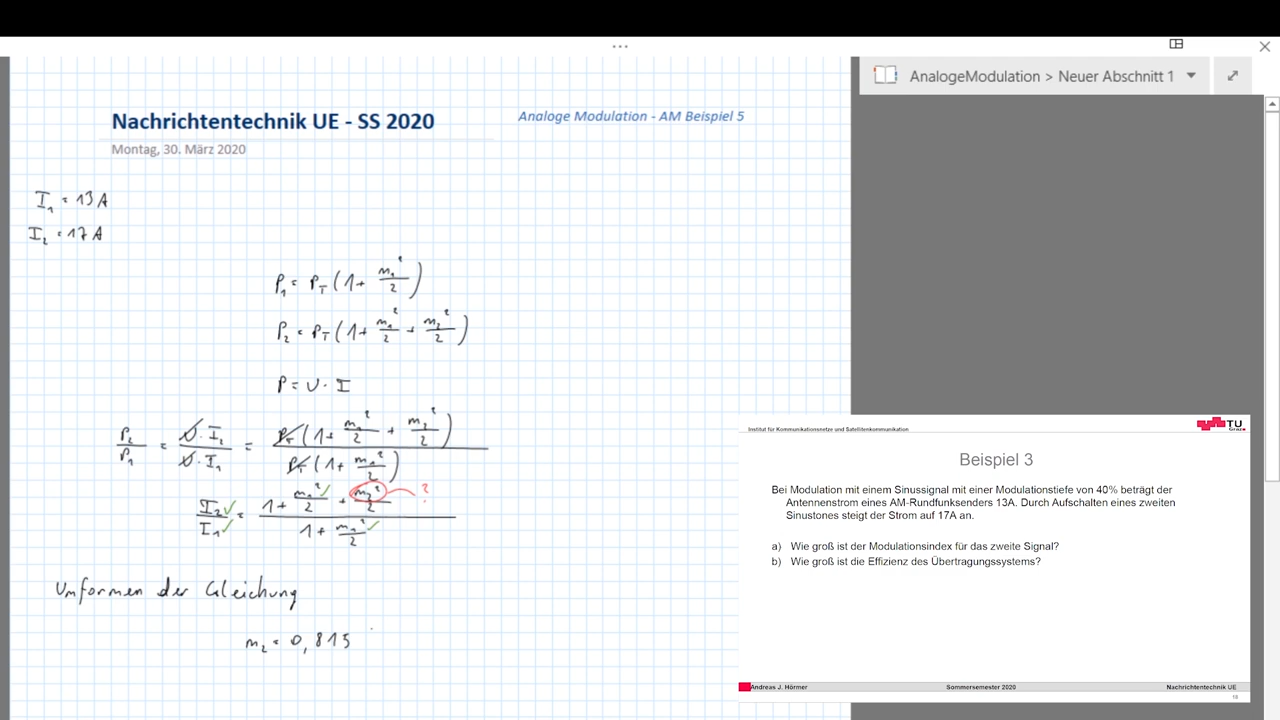 AnalogeModulation > Neuer Abschnitt 1
Nachrichtentechnik UE - SS 2020
Analoge Modulation - AM Beispiel 5
Montag, 30. März 2020
I₁ = 13A
I₂ = 17A
P₁ = P_T (1 + m₁²/2)
P₂ = P_T (1 + m₁²/2 + m₂²/2)
P = U · I
P₂/P₁ = U · I₂ / U · I₁ = P_T (1 + m₁²/2 + m₂²/2) / P_T (1 + m₁²/2)
I₂✓/I₁✓ = 1 + m₁²✓/2 + m₂²/2 ? / 1 + m₁²✓/2
Umformen der Gleichung
m₂ = 0,815
Institut für Kommunikationsnetze und Satellitenkommunikation
TU
Graz
Beispiel 3
Bei Modulation mit einem Sinussignal mit einer Modulationstiefe von 40% beträgt der
Antennenstrom eines AM-Rundfunksenders 13A. Durch Aufschalten eines zweiten
Sinustones steigt der Strom auf 17A an.
a) Wie groß ist der Modulationsindex für das zweite Signal?
b) Wie groß ist die Effizienz des Übertragungssystems?
Andreas J. Hörmer Sommersemester 2020 Nachrichtentechnik UE